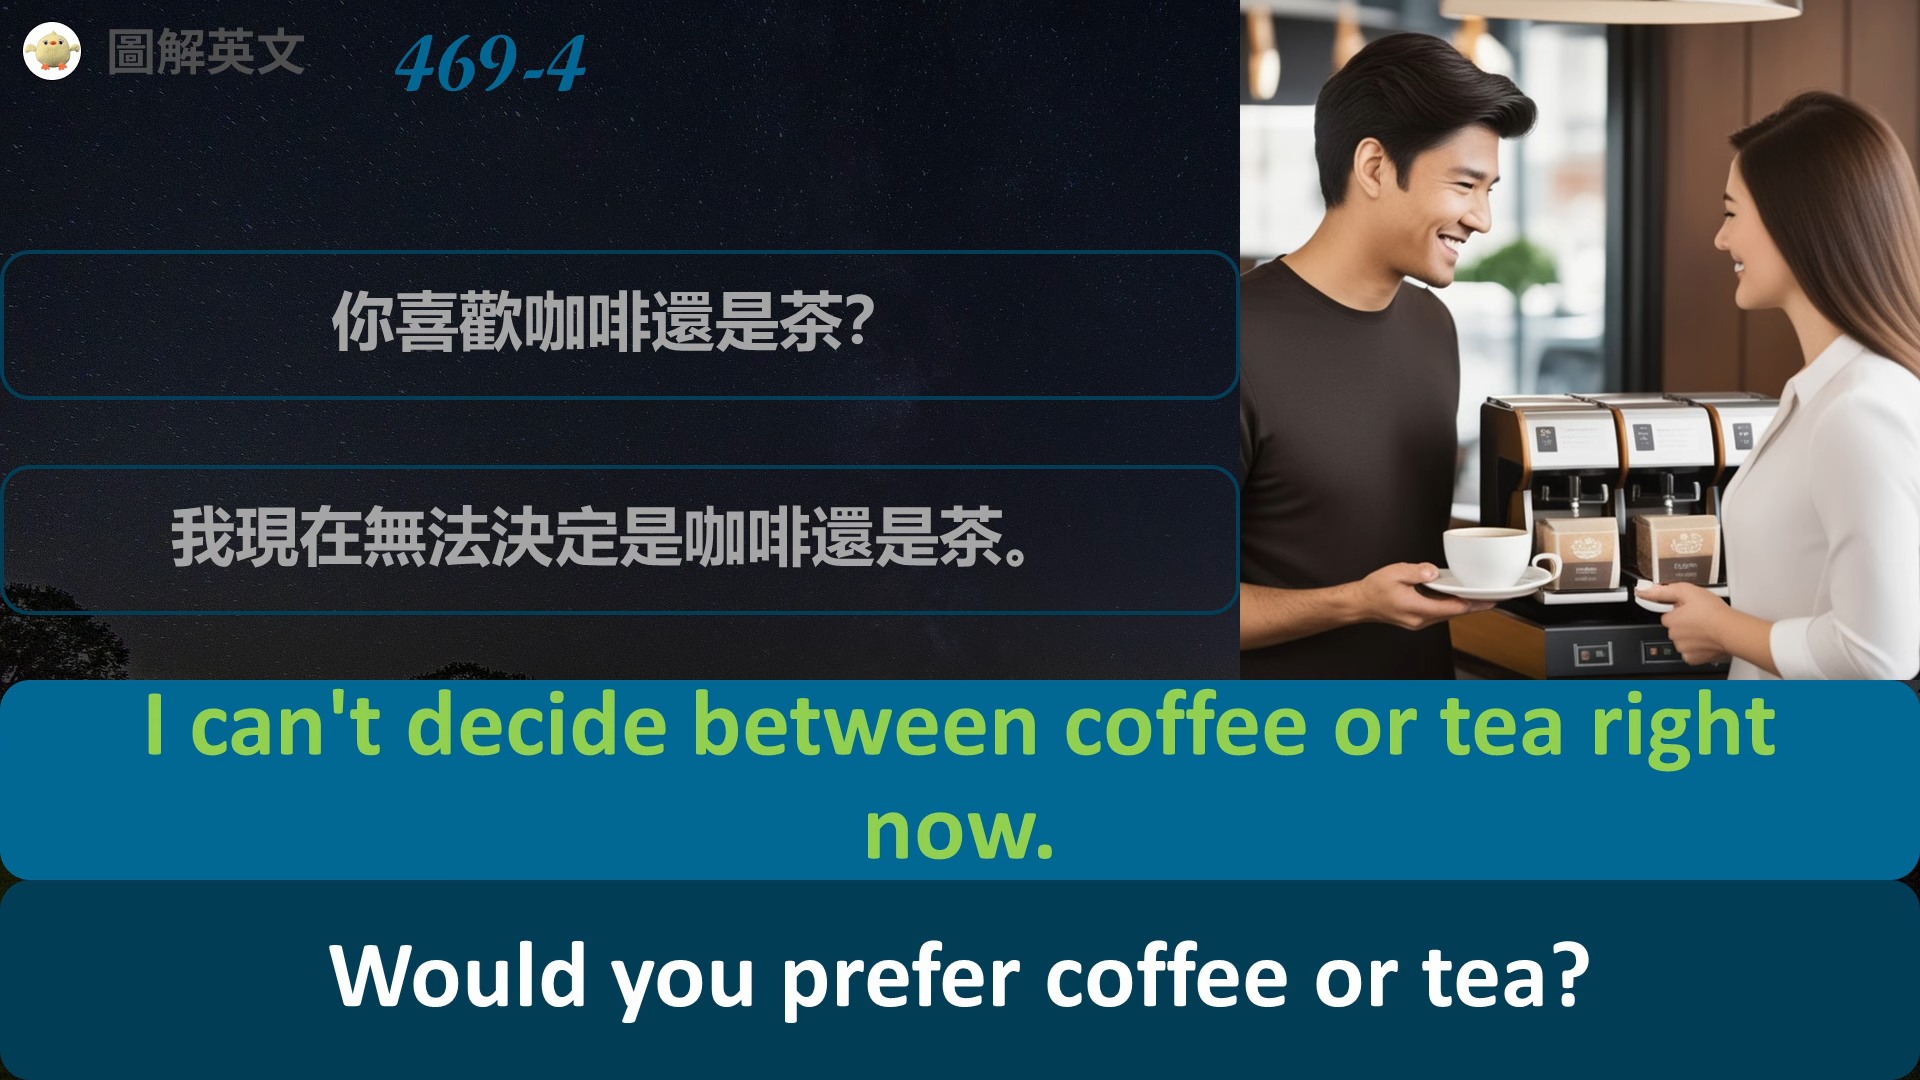 圖解英文
469-4
你喜歡咖啡還是茶?
我現在無法決定是咖啡還是茶。
I can't decide between coffee or tea right
now.
Would you prefer coffee or tea?